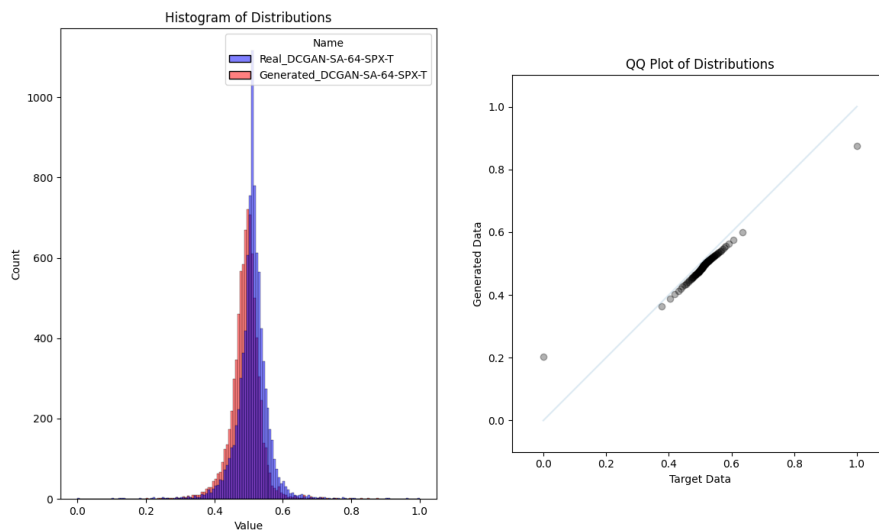 Histogram of Distributions
Name
Real_DCGAN-SA-64-SPX-T
Generated_DCGAN-SA-64-SPX-T
1000
800
600
400
200
0
Count
0.0 0.2 0.4 0.6 0.8 1.0
Value
QQ Plot of Distributions
1.0
0.8
0.6
0.4
0.2
0.0
Generated Data
0.0 0.2 0.4 0.6 0.8 1.0
Target Data